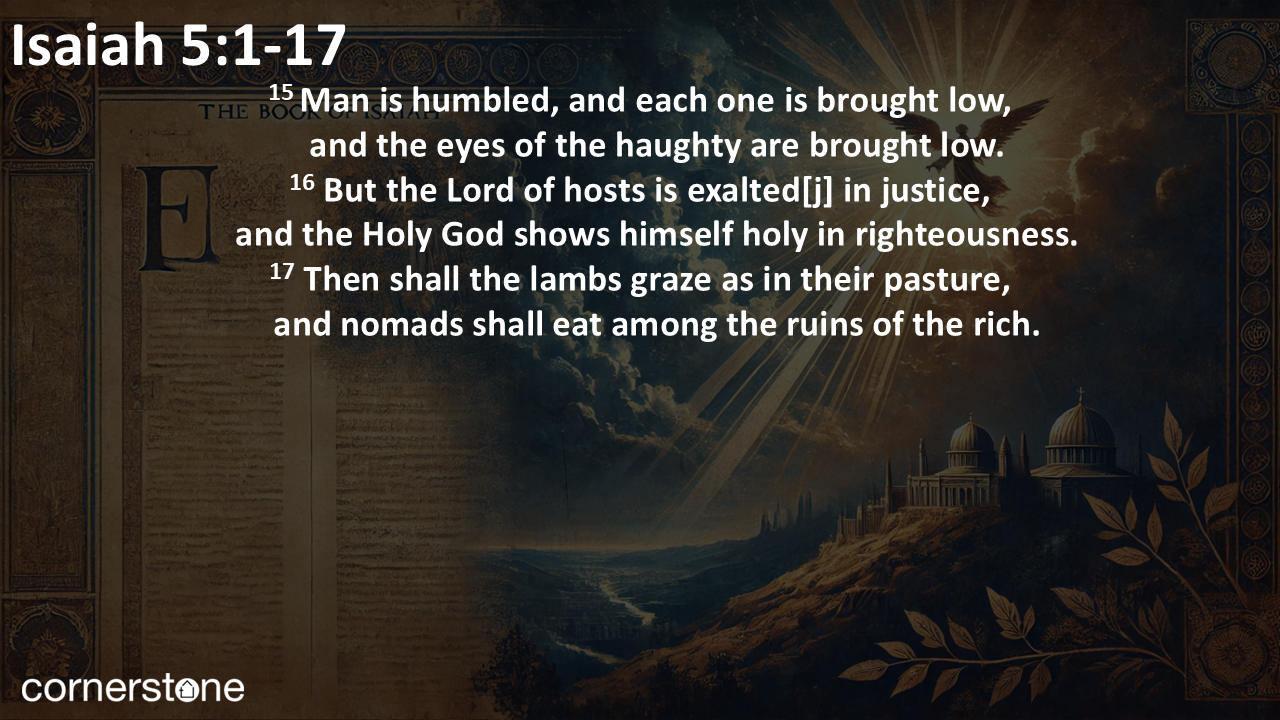 Isaiah 5:1-17
THE BOOK OF ISAIAH
15 Man is humbled, and each one is brought low,
and the eyes of the haughty are brought low.
E
16 But the Lord of hosts is exalted[j] in justice,
and the Holy God shows himself holy in righteousness.
17 Then shall the lambs graze as in their pasture,
and nomads shall eat among the ruins of the rich.
cornerstone